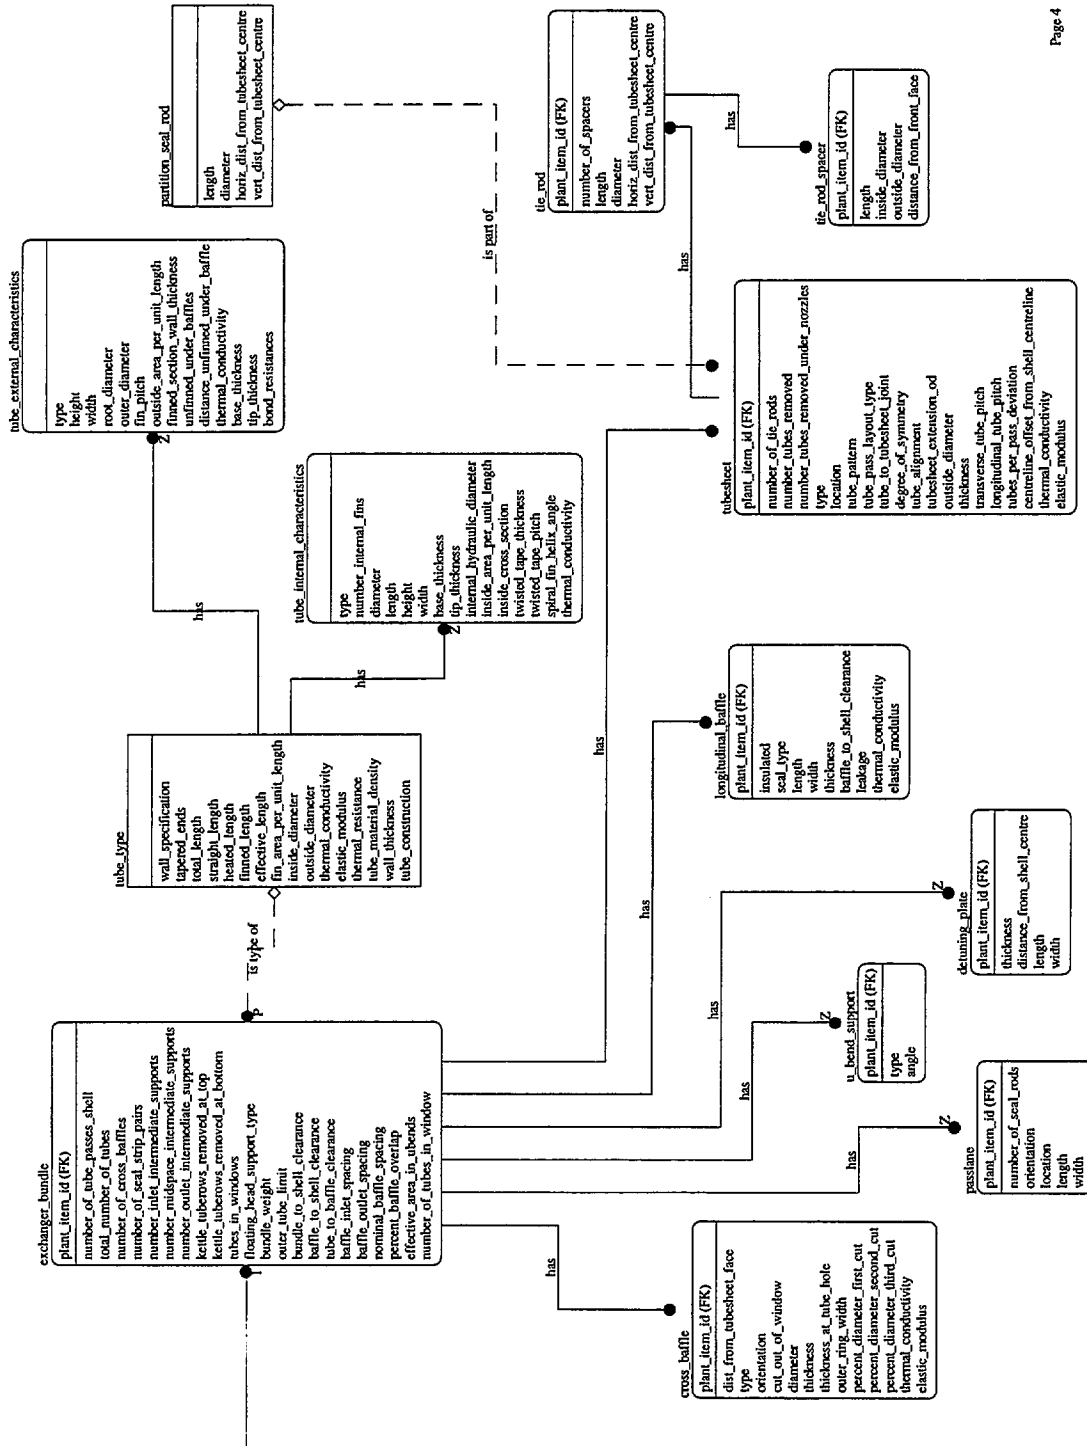 exchanger_bundle
plant_item_id (FK)
number_of_tube_passes_shell
total_number_of_tubes
number_of_cross_baffles
number_of_seal_strip_pairs
number_inlet_intermediate_supports
number_midspace_intermediate_supports
number_outlet_intermediate_supports
kettle_tuberows_removed_at_top
kettle_tuberows_removed_at_bottom
tubes_in_windows
floating_head_support_type
bundle_weight
outer_tube_limit
bundle_to_shell_clearance
baffle_to_shell_clearance
tube_to_baffle_clearance
baffle_inlet_spacing
baffle_outlet_spacing
nominal_baffle_spacing
percent_baffle_overlap
effective_area_in_ubends
number_of_tubes_in_window
P
is type of
tube_type
wall_specification
tapered_ends
total_length
straight_length
heated_length
finned_length
effective_length
fin_area_per_unit_length
inside_diameter
outside_diameter
thermal_conductivity
elastic_modulus
thermal_resistance
tube_material_density
wall_thickness
tube_construction
has
Z
tube_external_characteristics
type
height
width
root_diameter
outer_diameter
fin_pitch
outside_area_per_unit_length
finned_section_wall_thickness
unfinned_under_baffles
distance_unfinned_under_baffle
thermal_conductivity
base_thickness
tip_thickness
bond_resistances
has
Z
tube_internal_characteristics
type
number_internal_fins
diameter
length
height
width
base_thickness
tip_thickness
internal_hydraulic_diameter
inside_area_per_unit_length
inside_cross_section
twisted_tape_thickness
twisted_tape_pitch
spiral_fin_helix_angle
thermal_conductivity
partition_seal_rod
length
diameter
horiz_dist_from_tubesheet_centre
vert_dist_from_tubesheet_centre
is part of
has
has
has
has
has
has
cross_baffle
plant_item_id (FK)
dist_from_tubesheet_face
type
orientation
cut_out_of_window
diameter
thickness
thickness_at_tube_hole
outer_ring_width
percent_diameter_first_cut
percent_diameter_second_cut
percent_diameter_third_cut
thermal_conductivity
elastic_modulus
Z
passlane
plant_item_id (FK)
number_of_seal_rods
orientation
location
length
width
Z
u_bend_support
plant_item_id (FK)
type
angle
Z
detuning_plate
plant_item_id (FK)
thickness
distance_from_shell_centre
length
width
longitudinal_baffle
plant_item_id (FK)
insulated
seal_type
length
width
thickness
baffle_to_shell_clearance
leakage
thermal_conductivity
elastic_modulus
tubesheet
plant_item_id (FK)
number_of_tie_rods
number_tubes_removed
number_tubes_removed_under_nozzles
type
location
tube_pattern
tube_pass_layout_type
tube_to_tubesheet_joint
degree_of_symmetry
tube_alignment
tubesheet_extension_od
outside_diameter
thickness
transverse_tube_pitch
longitudinal_tube_pitch
tubes_per_pass_deviation
centreline_offset_from_shell_centreline
thermal_conductivity
elastic_modulus
has
tie_rod
plant_item_id (FK)
number_of_spacers
length
diameter
horiz_dist_from_tubesheet_centre
vert_dist_from_tubesheet_centre
has
tie_rod_spacer
plant_item_id (FK)
length
inside_diameter
outside_diameter
distance_from_front_face
Page 4